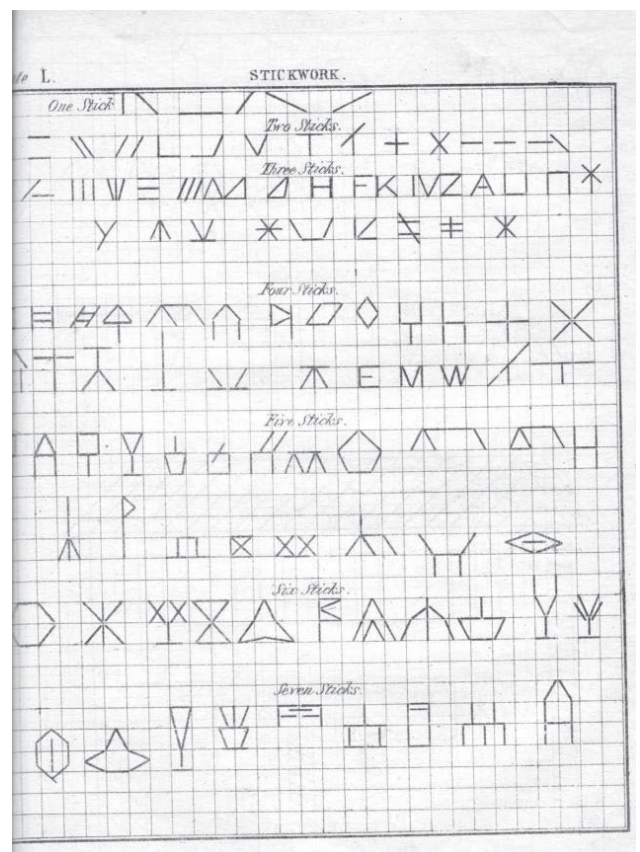 L. STICKWORK.
One Stick
Two Sticks.
Three Sticks.
Four Sticks.
Five Sticks.
Six Sticks.
Seven Sticks.